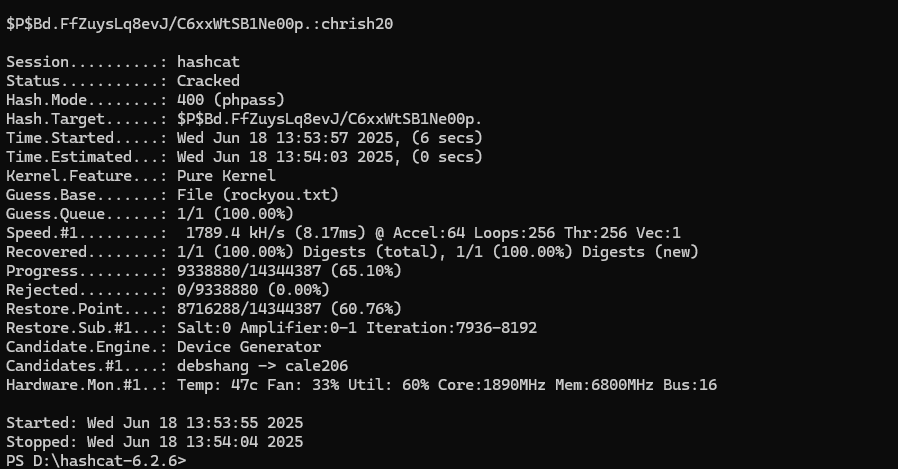 $P$Bd.FfZuysLq8evJ/C6xxWtSB1Ne00p.:chrish20
Session..........: hashcat
Status...........: Cracked
Hash.Mode........: 400 (phpass)
Hash.Target......: $P$Bd.FfZuysLq8evJ/C6xxWtSB1Ne00p.
Time.Started.....: Wed Jun 18 13:53:57 2025, (6 secs)
Time.Estimated...: Wed Jun 18 13:54:03 2025, (0 secs)
Kernel.Feature...: Pure Kernel
Guess.Base.......: File (rockyou.txt)
Guess.Queue......: 1/1 (100.00%)
Speed.#1.........:  1789.4 kH/s (8.17ms) @ Accel:64 Loops:256 Thr:256 Vec:1
Recovered........: 1/1 (100.00%) Digests (total), 1/1 (100.00%) Digests (new)
Progress.........: 9338880/14344387 (65.10%)
Rejected.........: 0/9338880 (0.00%)
Restore.Point....: 8716288/14344387 (60.76%)
Restore.Sub.#1...: Salt:0 Amplifier:0-1 Iteration:7936-8192
Candidate.Engine.: Device Generator
Candidates.#1....: debshang -> cale206
Hardware.Mon.#1..: Temp: 47c Fan: 33% Util: 60% Core:1890MHz Mem:6800MHz Bus:16
Started: Wed Jun 18 13:53:55 2025
Stopped: Wed Jun 18 13:54:04 2025
PS D:\hashcat-6.2.6>